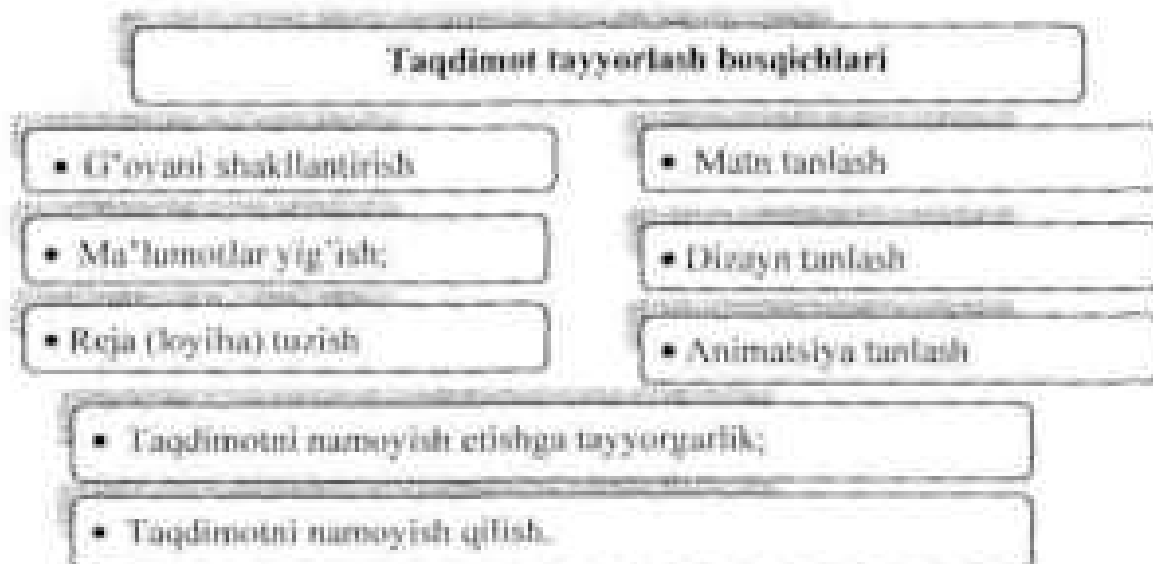 Taqdimot tayyorlash bosqichlari
• G'oyani shakllantirish
• Ma'lumotlar yig'ish;
• Reja (loyiha) tuzish
• Matn tanlash
• Dizayn tanlash
• Animatsiya tanlash
• Taqdimotni namoyish etishga tayyorgarlik;
• Taqdimotni namoyish qilish.